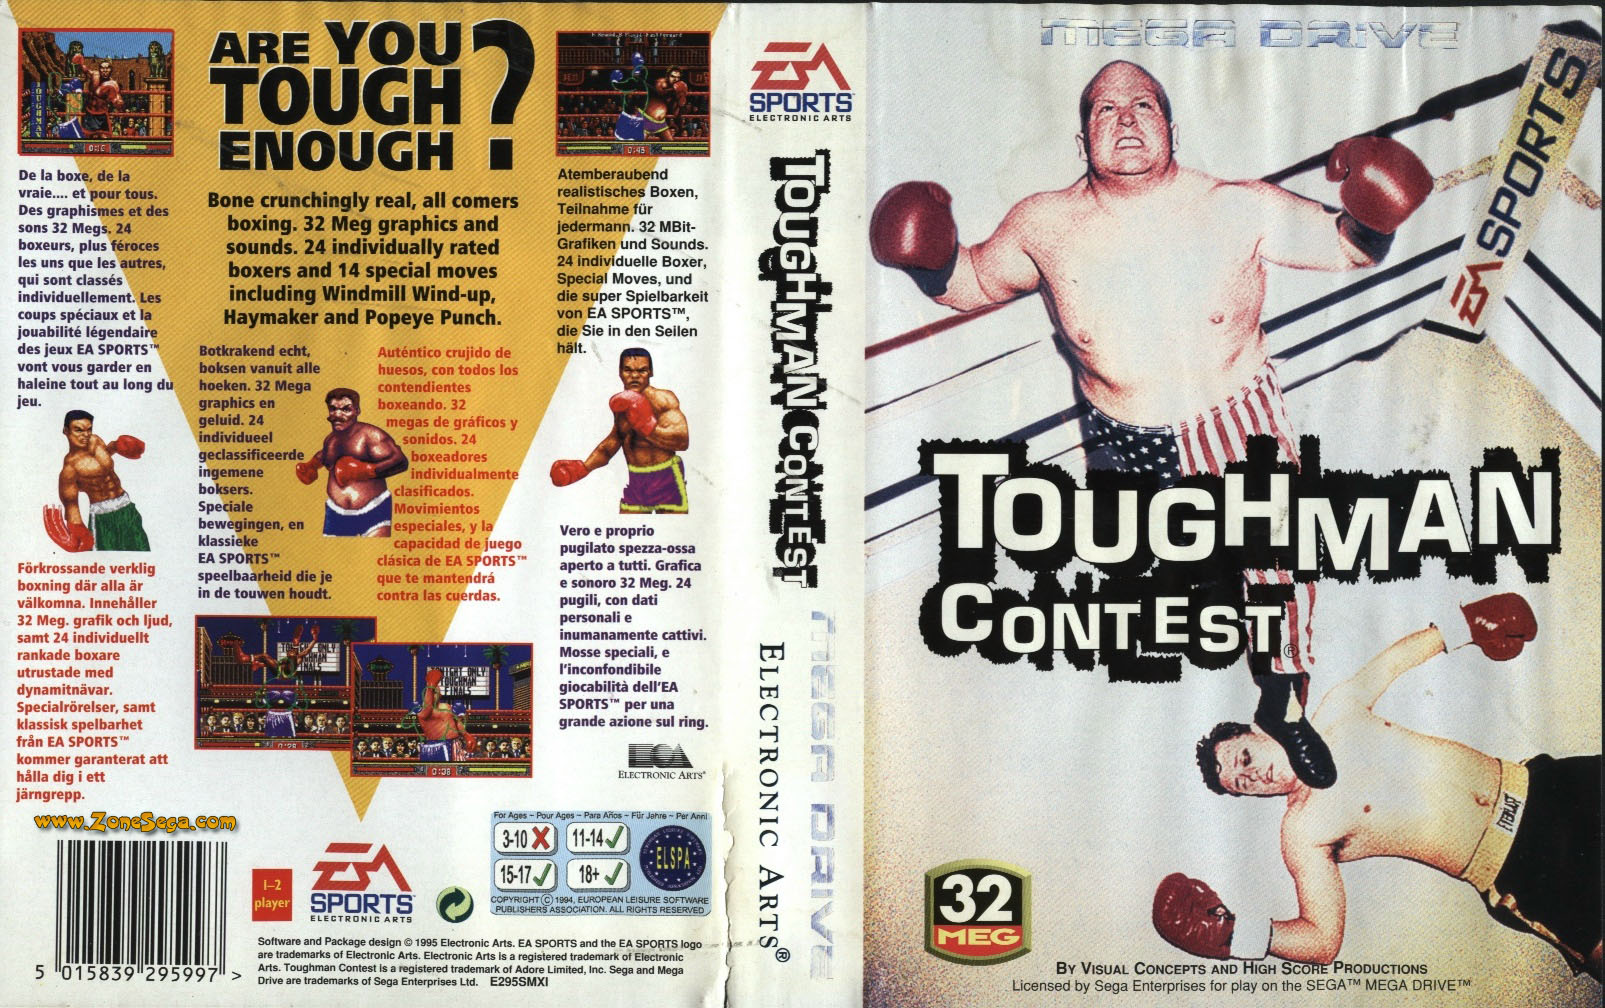 ARE YOU
TOUGH
ENOUGH?
De la boxe, de la
vraie.... et pour tous.
Des graphismes et des
sons 32 Megs. 24
boxeurs, plus féroces
les uns que les autres,
qui sont classés
individuellement. Les
coups spéciaux et la
jouabilité légendaire
des jeux EA SPORTS™
vont vous garder en
haleine tout au long du
jeu.
Bone crunchingly real, all comers
boxing. 32 Meg graphics and
sounds. 24 individually rated
boxers and 14 special moves
including Windmill Wind-up,
Haymaker and Popeye Punch.
Atemberaubend
realistisches Boxen,
Teilnahme für
jedermann. 32 MBit-
Grafiken und Sounds.
24 individuelle Boxer,
Special Moves, und
die super Spielbarkeit
von EA SPORTS™,
die Sie in den Seilen
hält.
Botkrakend echt,
boksen vanuit alle
hoeken. 32 Mega
graphics en
geluid. 24
individueel
geclassificeerde
ingemene
boksers.
Speciale
bewegingen, en
klassieke
EA SPORTS™
speelbaarheid die je
in de touwen houdt.
Auténtico crujido de
huesos, con todos los
contendientes
boxeando. 32
megas de gráficos y
sonidos. 24
boxeadores
individualmente
clasificados.
Movimientos
especiales, y la
capacidad de juego
clásica de EA SPORTS™
que te mantendrá
contra las cuerdas.
Förkrossande verklig
boxning där alla är
välkomna. Innehåller
32 Meg. grafik och ljud,
samt 24 individuellt
rankade boxare
utrustade med
dynamitnävar.
Specialrörelser, samt
klassisk spelbarhet
från EA SPORTS™
kommer garanterat att
hålla dig i ett
järngrepp.
Vero e proprio
pugilato spezza-ossa
aperto a tutti. Grafica
e sonoro 32 Meg. 24
pugili, con dati
personali e
inumanamente cattivi.
Mosse speciali, e
l'inconfondibile
giocabilità dell'EA
SPORTS™ per una
grande azione sul ring.
ELECTRONIC ARTS®
www.ZoneSega.com
5 015839 295997 >
1–2
player
EA
SPORTS
ELECTRONIC ARTS
For Ages ~ Pour Ages ~ Para Años ~ Für Jahre ~ Per Anni
3-10 11-14
15-17 18+
ELSPA
COPYRIGHT © 1994, EUROPEAN LEISURE SOFTWARE
PUBLISHERS ASSOCIATION. ALL RIGHTS RESERVED
Software and Package design © 1995 Electronic Arts. EA SPORTS and the EA SPORTS logo
are trademarks of Electronic Arts. Electronic Arts is a registered trademark of Electronic
Arts. Toughman Contest is a registered trademark of Adore Limited, Inc. Sega and Mega
Drive are trademarks of Sega Enterprises Ltd. E295SMXI
EA
SPORTS™
ELECTRONIC ARTS
TOUGHMAN CONTEST
MEGA DRIVE
ELECTRONIC ARTS®
MEGA DRIVE
EA SPORTS
TOUGHMAN
CONTEST®
EVERLAST
32
MEG
BY VISUAL CONCEPTS AND HIGH SCORE PRODUCTIONS
Licensed by Sega Enterprises for play on the SEGA™ MEGA DRIVE™